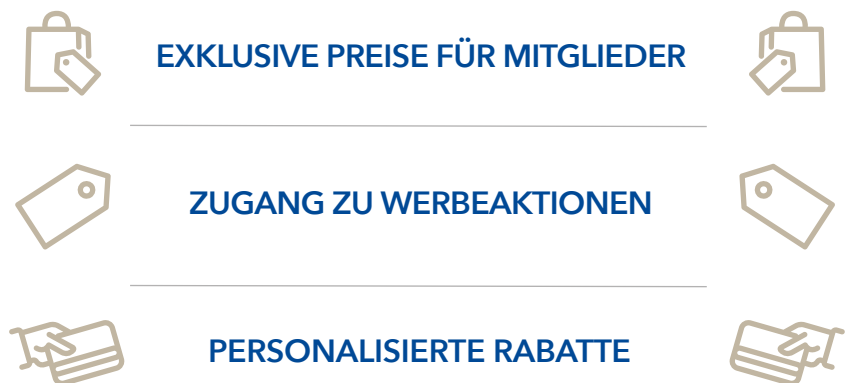 EXKLUSIVE PREISE FÜR MITGLIEDER
ZUGANG ZU WERBEAKTIONEN
PERSONALISIERTE RABATTE